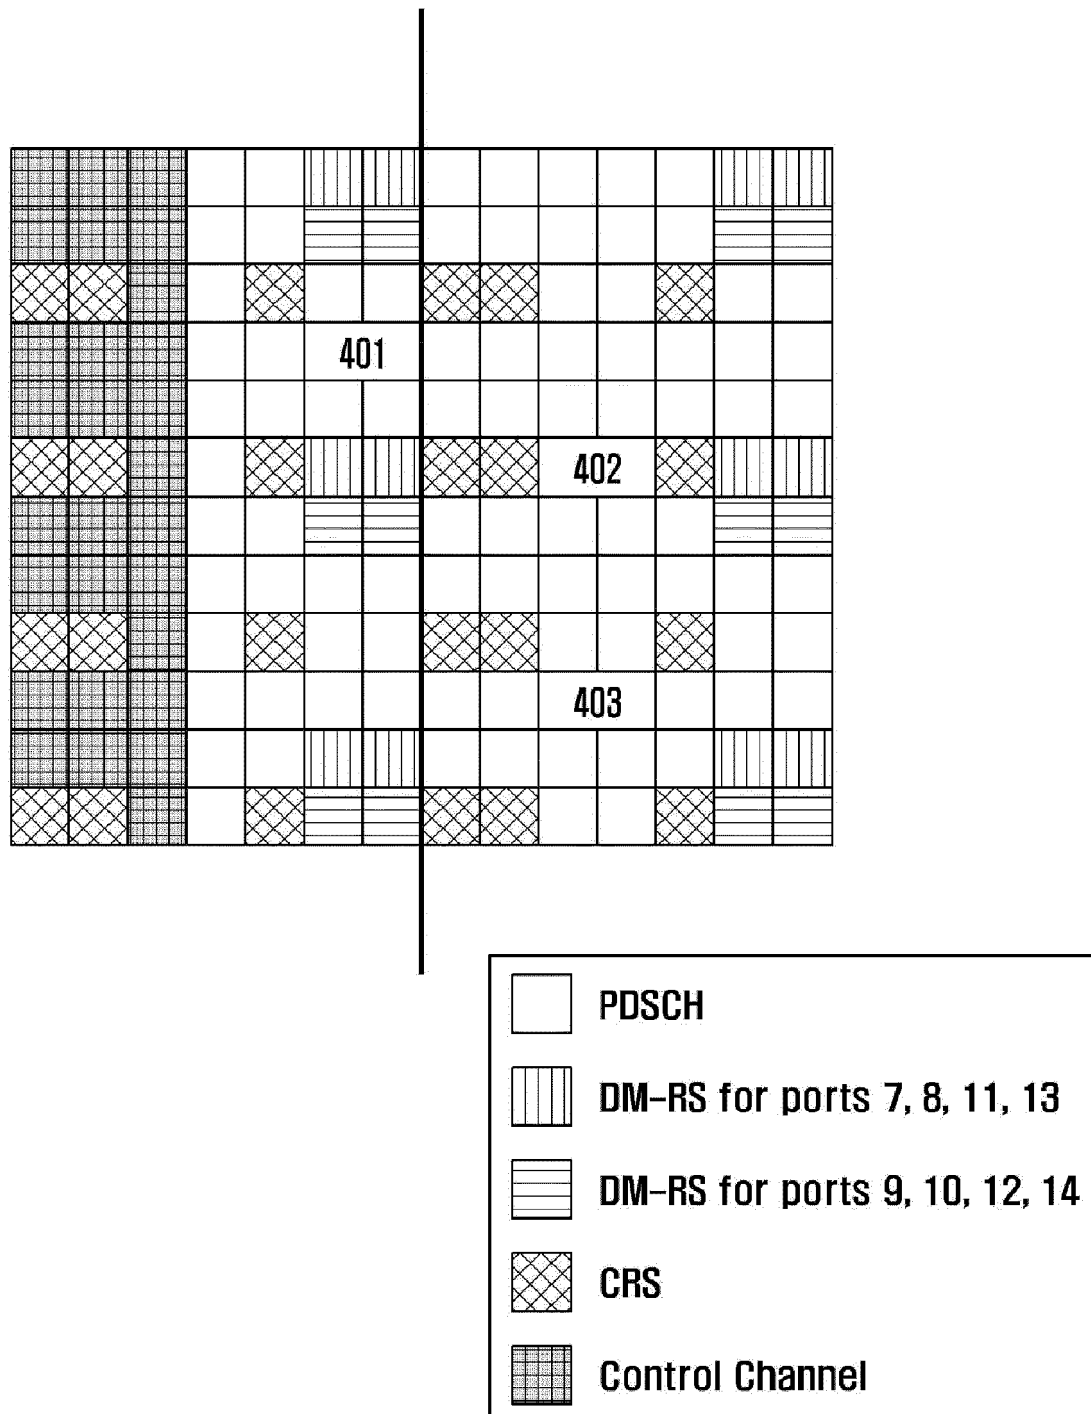 401
402
403
PDSCH
DM-RS for ports 7, 8, 11, 13
DM-RS for ports 9, 10, 12, 14
CRS
Control Channel